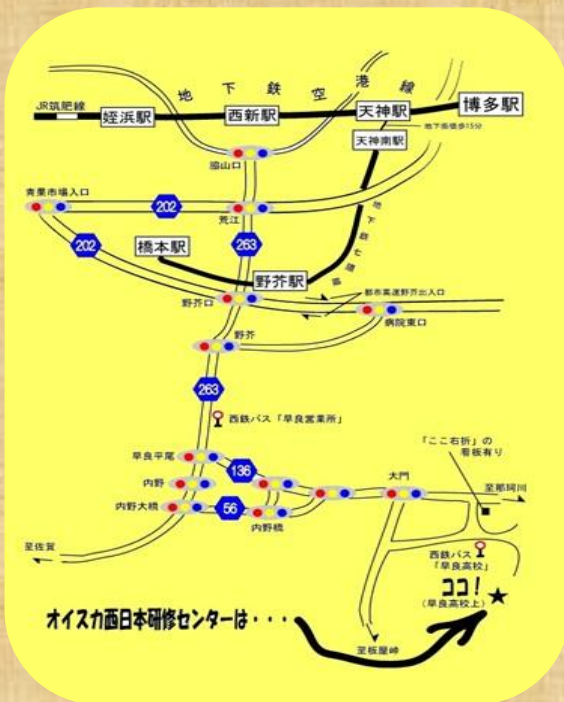 地下鉄空港線
JR筑肥線
姪浜駅
西新駅
天神駅
博多駅
地下街徒歩15分
天神南駅
脇山口
青果市場入口
202
荒江
263
202
橋本駅
地下鉄七隈線
野芥駅
野芥口
都市高速野芥出入口
病院東口
野芥
263
西鉄バス「早良営業所」
早良平尾
136
内野
内野大橋
56
内野橋
大門
「ここ右折」の
看板有り
至那珂川
至佐賀
西鉄バス
「早良高校」
ココ!
(早良高校上)
オイスカ西日本研修センターは・・・
至板屋峠